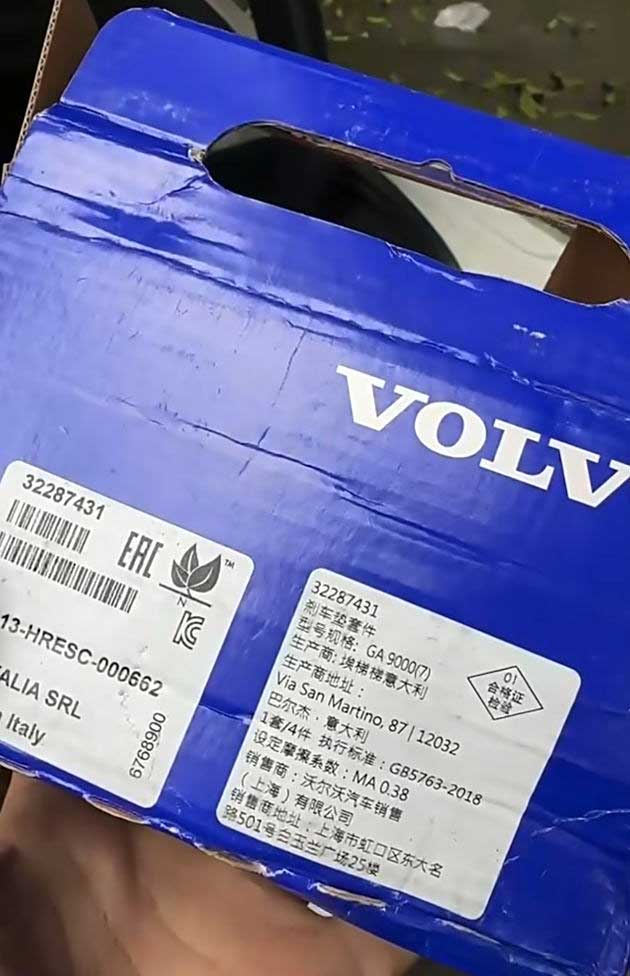 VOLV
32287431
EAC
TM
N
13-HRESC-000662
ALIA SRL
Italy
6768900
32287431
刹车垫套件
型号规格: GA 9000(7)
生产商: 埃梯梯意大利
生产商地址:
Via San Martino, 87 | 12032
巴尔杰, 意大利
1套/4件 执行标准: GB5763-2018
设定摩擦系数: MA 0.38
销售商: 沃尔沃汽车销售
(上海) 有限公司
销售商地址: 上海市虹口区东大名
路501号白玉兰广场25楼
01
合格证
检验